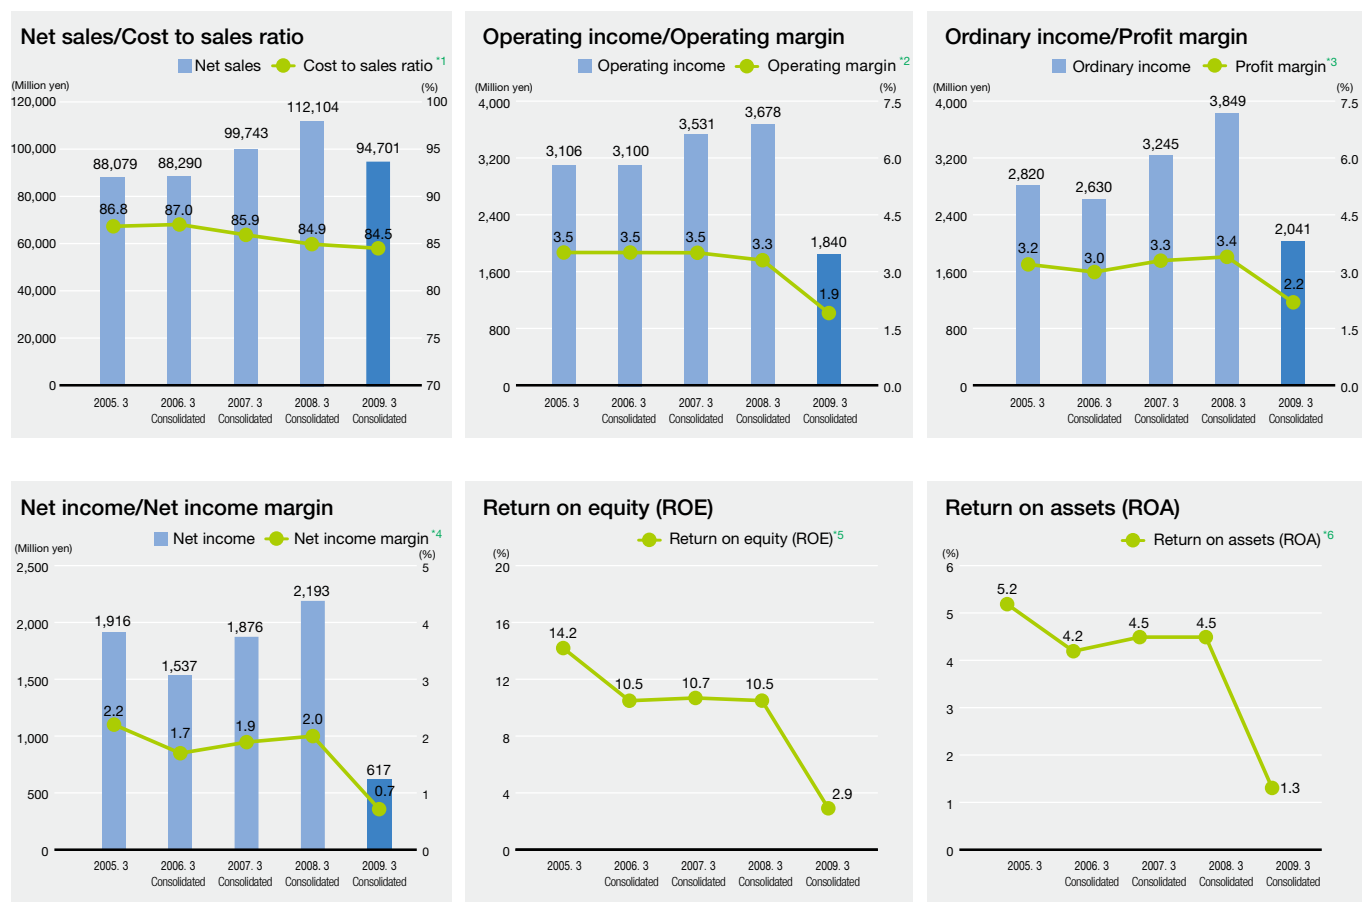 Net sales/Cost to sales ratio
Net sales Cost to sales ratio *1
(Million yen) (%)
120,000 100
100,000 95
80,000 90
60,000 85
40,000 80
20,000 75
0 70
88,079 88,290 99,743 112,104 94,701
86.8 87.0 85.9 84.9 84.5
2005. 3 2006. 3 2007. 3 2008. 3 2009. 3
Consolidated Consolidated Consolidated Consolidated
Operating income/Operating margin
Operating income Operating margin *2
(Million yen) (%)
4,000 7.5
3,200 6.0
2,400 4.5
1,600 3.0
800 1.5
0 0.0
3,106 3,100 3,531 3,678 1,840
3.5 3.5 3.5 3.3 1.9
2005. 3 2006. 3 2007. 3 2008. 3 2009. 3
Consolidated Consolidated Consolidated Consolidated
Ordinary income/Profit margin
Ordinary income Profit margin *3
(Million yen) (%)
4,000 7.5
3,200 6.0
2,400 4.5
1,600 3.0
800 1.5
0 0.0
2,820 2,630 3,245 3,849 2,041
3.2 3.0 3.3 3.4 2.2
2005. 3 2006. 3 2007. 3 2008. 3 2009. 3
Consolidated Consolidated Consolidated Consolidated
Net income/Net income margin
Net income Net income margin *4
(Million yen) (%)
2,500 5
2,000 4
1,500 3
1,000 2
500 1
0 0
1,916 1,537 1,876 2,193 617
2.2 1.7 1.9 2.0 0.7
2005. 3 2006. 3 2007. 3 2008. 3 2009. 3
Consolidated Consolidated Consolidated Consolidated
Return on equity (ROE)
Return on equity (ROE) *5
(%)
20
16
12
8
4
0
14.2 10.5 10.7 10.5 2.9
2005. 3 2006. 3 2007. 3 2008. 3 2009. 3
Consolidated Consolidated Consolidated Consolidated
Return on assets (ROA)
Return on assets (ROA) *6
(%)
6
5
4
3
2
1
0
5.2 4.2 4.5 4.5 1.3
2005. 3 2006. 3 2007. 3 2008. 3 2009. 3
Consolidated Consolidated Consolidated Consolidated